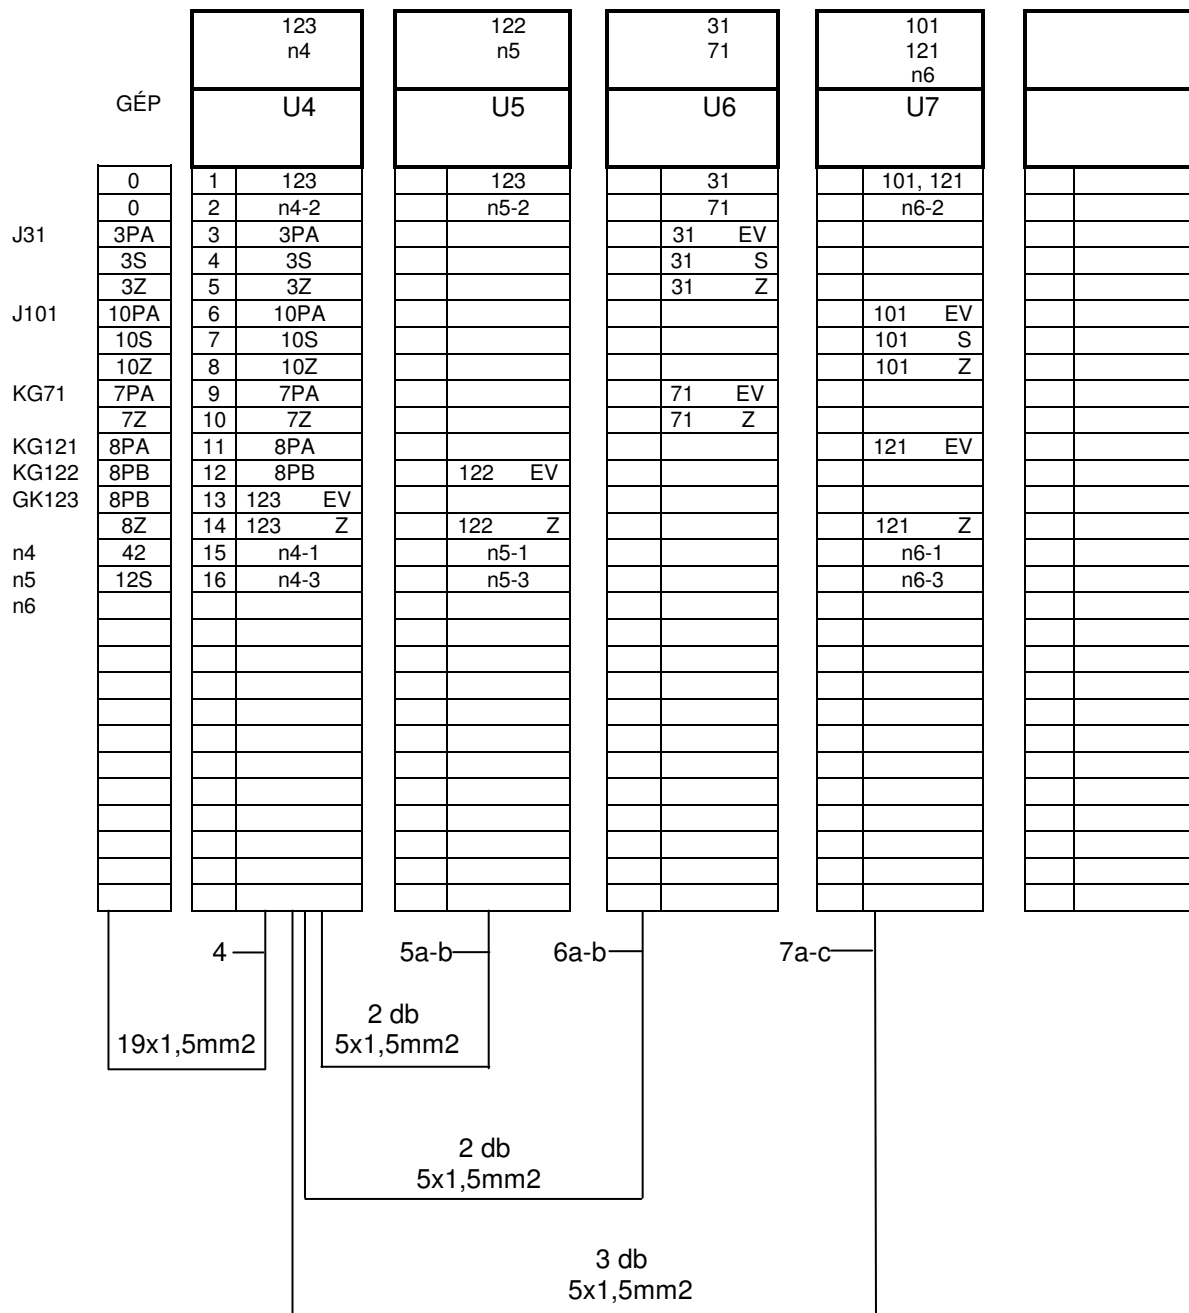 123 122 31 101
n4 n5 71 121
n6
GÉP U4 U5 U6 U7
0 1 123 123 31 101, 121
0 2 n4-2 n5-2 71 n6-2
J31 3PA 3 3PA 31 EV
3S 4 3S 31 S
3Z 5 3Z 31 Z
J101 10PA 6 10PA 101 EV
10S 7 10S 101 S
10Z 8 10Z 101 Z
KG71 7PA 9 7PA 71 EV
7Z 10 7Z 71 Z
KG121 8PA 11 8PA 121 EV
KG122 8PB 12 8PB 122 EV
GK123 8PB 13 123 EV
8Z 14 123 Z 122 Z 121 Z
n4 42 15 n4-1 n5-1 n6-1
n5 12S 16 n4-3 n5-3 n6-3
n6
4 5a-b 6a-b 7a-c
2 db
19x1,5mm2 5x1,5mm2
2 db
5x1,5mm2
3 db
5x1,5mm2